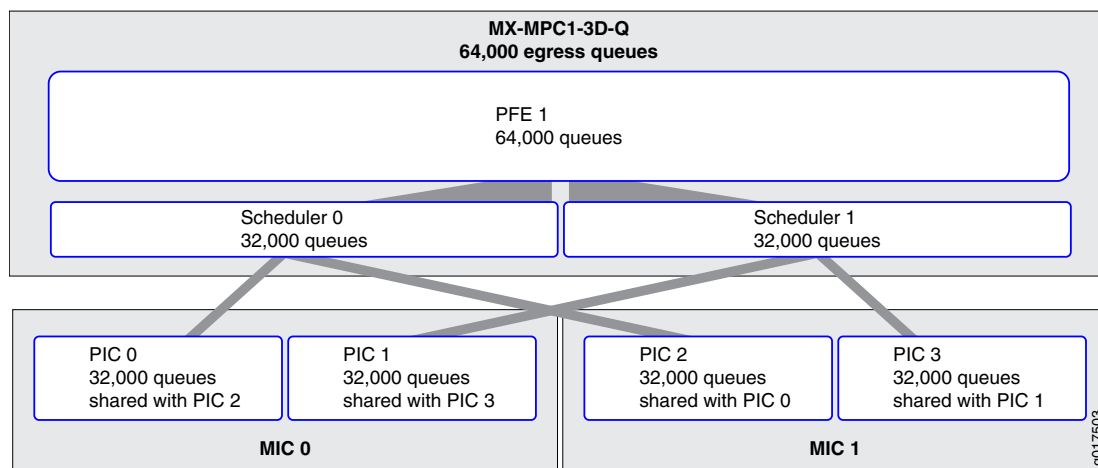 MX-MPC1-3D-Q
64,000 egress queues
PFE 1
64,000 queues
Scheduler 0
32,000 queues
Scheduler 1
32,000 queues
PIC 0
32,000 queues
shared with PIC 2
PIC 1
32,000 queues
shared with PIC 3
PIC 2
32,000 queues
shared with PIC 0
PIC 3
32,000 queues
shared with PIC 1
MIC 0
MIC 1
g017503